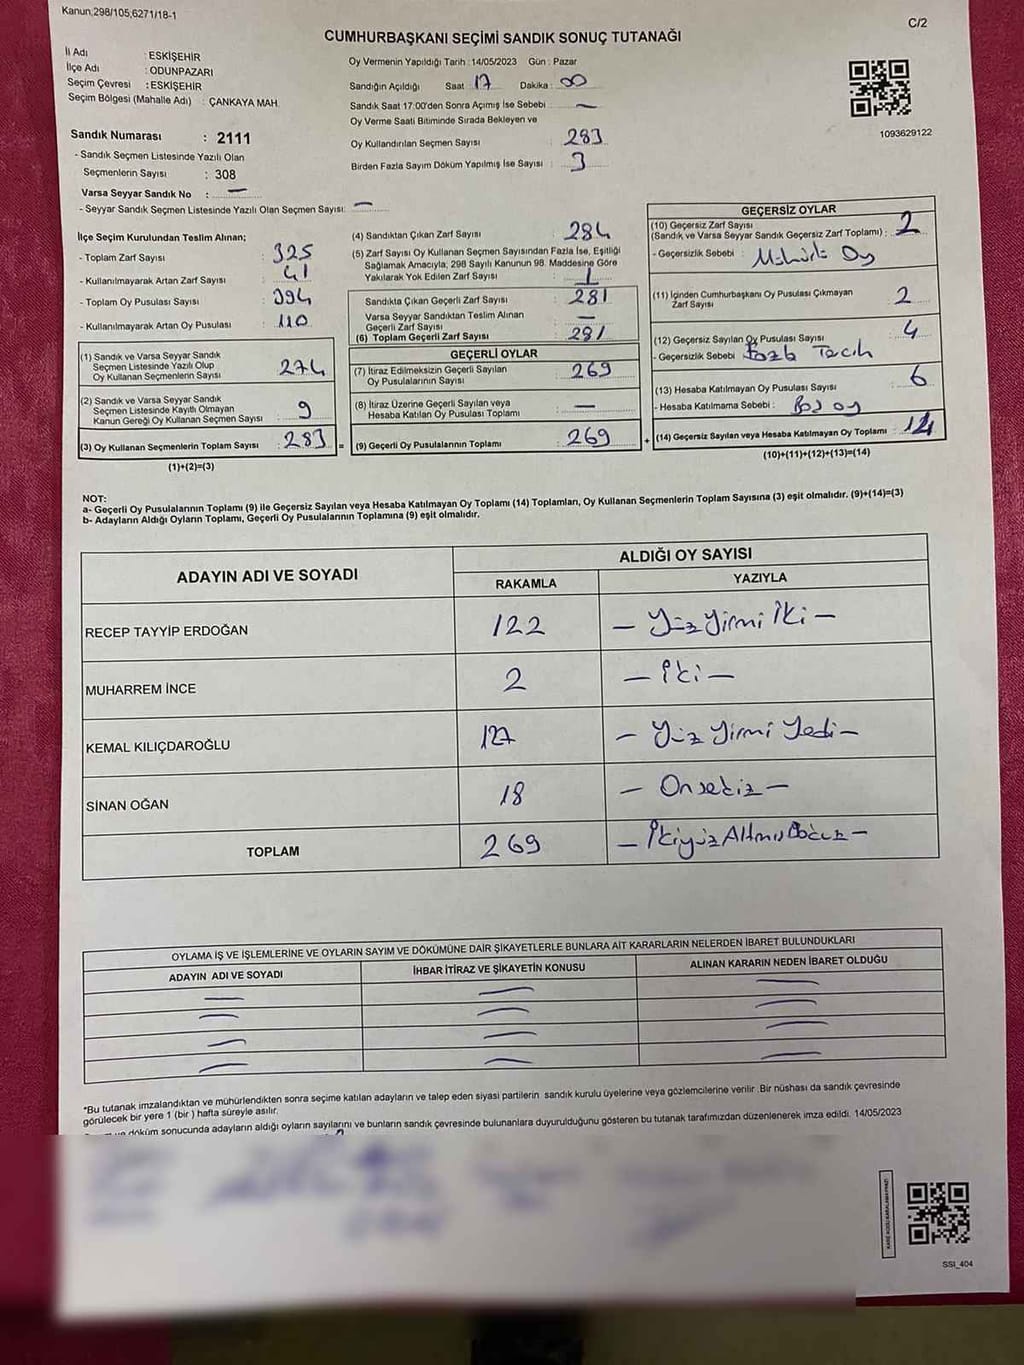 Kanun,298/105,6271/18-1
C/2
CUMHURBAŞKANI SEÇİMİ SANDIK SONUÇ TUTANAĞI
İl Adı : ESKİŞEHİR
İlçe Adı : ODUNPAZARI
Seçim Çevresi : ESKİŞEHİR
Seçim Bölgesi (Mahalle Adı) : ÇANKAYA MAH.
Sandık Numarası : 2111
- Sandık Seçmen Listesinde Yazılı Olan
Seçmenlerin Sayısı : 308
Varsa Seyyar Sandık No : —
- Seyyar Sandık Seçmen Listesinde Yazılı Olan Seçmen Sayısı: —
Oy Vermenin Yapıldığı Tarih : 14/05/2023 Gün : Pazar
Sandığın Açıldığı Saat 17 Dakika : 00
Sandık Saat 17:00'den Sonra Açımış İse Sebebi : —
Oy Verme Saati Bitiminde Sırada Bekleyen ve
Oy Kullandırılan Seçmen Sayısı : 283
Birden Fazla Sayım Döküm Yapılmış İse Sayısı : 3
1093629122
İlçe Seçim Kurulundan Teslim Alınan;
- Toplam Zarf Sayısı : 325
- Kullanılmayarak Artan Zarf Sayısı : 41
- Toplam Oy Pusulası Sayısı : 394
- Kullanılmayarak Artan Oy Pusulası : 110
(1) Sandık ve Varsa Seyyar Sandık
Seçmen Listesinde Yazılı Olup
Oy Kullanan Seçmenlerin Sayısı : 274
(2) Sandık ve Varsa Seyyar Sandık
Seçmen Listesinde Kayıtlı Olmayan
Kanun Gereği Oy Kullanan Seçmen Sayısı : 9
(3) Oy Kullanan Seçmenlerin Toplam Sayısı : 283 =
(1)+(2)=(3)
(4) Sandıktan Çıkan Zarf Sayısı : 284
(5) Zarf Sayısı Oy Kullanan Seçmen Sayısından Fazla İse, Eşitliği
Sağlamak Amacıyla, 298 Sayılı Kanunun 98. Maddesine Göre
Yakılarak Yok Edilen Zarf Sayısı : 1
Sandıkta Çıkan Geçerli Zarf Sayısı : 281
Varsa Seyyar Sandıktan Teslim Alınan
Geçerli Zarf Sayısı : —
(6) Toplam Geçerli Zarf Sayısı : 281
GEÇERLİ OYLAR
(7) İtiraz Edilmeksizin Geçerli Sayılan
Oy Pusulalarının Sayısı : 269
(8) İtiraz Üzerine Geçerli Sayılan veya
Hesaba Katılan Oy Pusulası Toplamı : —
(9) Geçerli Oy Pusulalarının Toplamı : 269 +
GEÇERSİZ OYLAR
(10) Geçersiz Zarf Sayısı
(Sandık ve Varsa Seyyar Sandık Geçersiz Zarf Toplamı) : 2
- Geçersizlik Sebebi : Mühürlü Oy
(11) İçinden Cumhurbaşkanı Oy Pusulası Çıkmayan
Zarf Sayısı : 2
(12) Geçersiz Sayılan Oy Pusulası Sayısı : 4
- Geçersizlik Sebebi : Fazla Tercih
(13) Hesaba Katılmayan Oy Pusulası Sayısı : 6
- Hesaba Katılmama Sebebi : Boş oy
(14) Geçersiz Sayılan veya Hesaba Katılmayan Oy Toplamı : 14
(10)+(11)+(12)+(13)=(14)
NOT:
a- Geçerli Oy Pusulalarının Toplamı (9) ile Geçersiz Sayılan veya Hesaba Katılmayan Oy Toplamı (14) Toplamları, Oy Kullanan Seçmenlerin Toplam Sayısına (3) eşit olmalıdır. (9)+(14)=(3)
b- Adayların Aldığı Oyların Toplamı, Geçerli Oy Pusulalarının Toplamına (9) eşit olmalıdır.
ADAYIN ADI VE SOYADI
ALDIĞI OY SAYISI
RAKAMLA YAZIYLA
RECEP TAYYİP ERDOĞAN 122 — Yüz Yirmi İki —
MUHARREM İNCE 2 — İki —
KEMAL KILIÇDAROĞLU 127 — Yüz Yirmi Yedi —
SİNAN OĞAN 18 — Onsekiz —
TOPLAM 269 — İkiyüz Altmış Dokuz —
OYLAMA İŞ VE İŞLEMLERİNE VE OYLARIN SAYIM VE DÖKÜMÜNE DAİR ŞİKAYETLERLE BUNLARA AİT KARARLARIN NELERDEN İBARET BULUNDUKLARI
ADAYIN ADI VE SOYADI İHBAR İTİRAZ VE ŞİKAYETİN KONUSU ALINAN KARARIN NEDEN İBARET OLDUĞU
— — —
— — —
— — —
— — —
*Bu tutanak imzalandıktan ve mühürlendikten sonra seçime katılan adayların ve talep eden siyasi partilerin sandık kurulu üyelerine veya gözlemcilerine verilir .Bir nüshası da sandık çevresinde
görülecek bir yere 1 (bir ) hafta süreyle asılır.
döküm sonucunda adayların aldığı oyların sayılarını ve bunların sandık çevresinde bulunanlara duyurulduğunu gösteren bu tutanak tarafımızdan düzenlenerek imza edildi. 14/05/2023
SSI_404